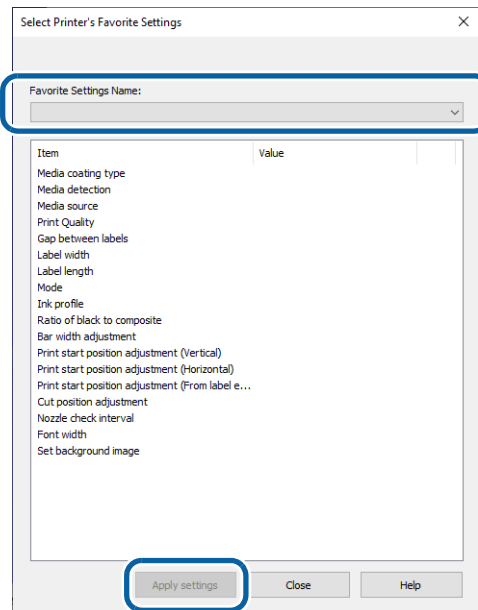 Select Printer's Favorite Settings
Favorite Settings Name:
Item Value
Media coating type
Media detection
Media source
Print Quality
Gap between labels
Label width
Label length
Mode
Ink profile
Ratio of black to composite
Bar width adjustment
Print start position adjustment (Vertical)
Print start position adjustment (Horizontal)
Print start position adjustment (From label e...
Cut position adjustment
Nozzle check interval
Font width
Set background image
Apply settings Close Help